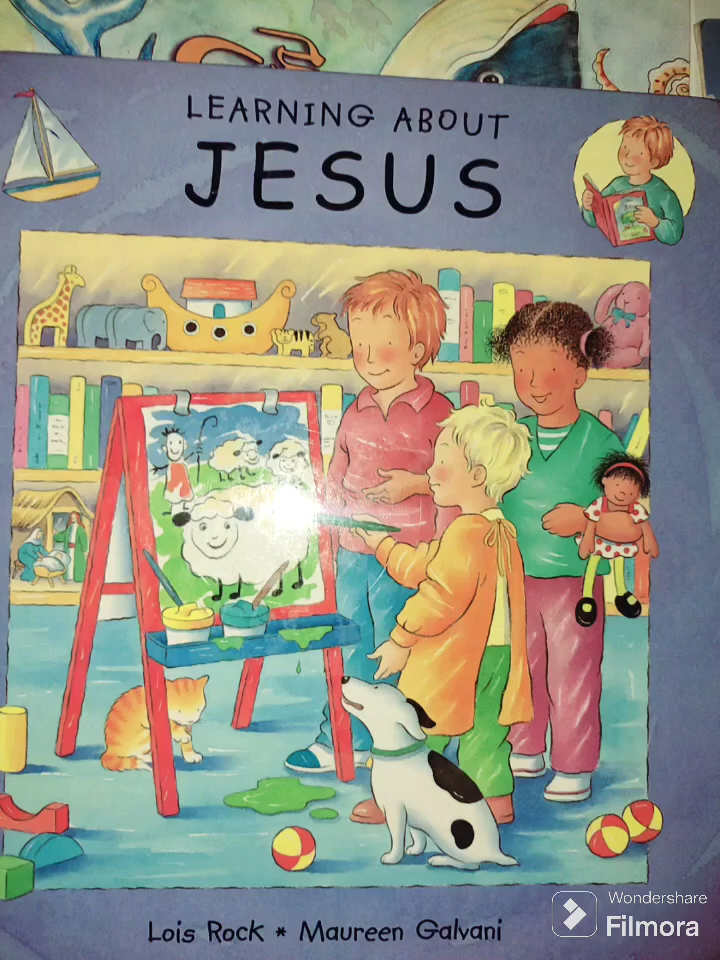 LEARNING ABOUT
JESUS
Lois Rock * Maureen Galvani
Wondershare
Filmora